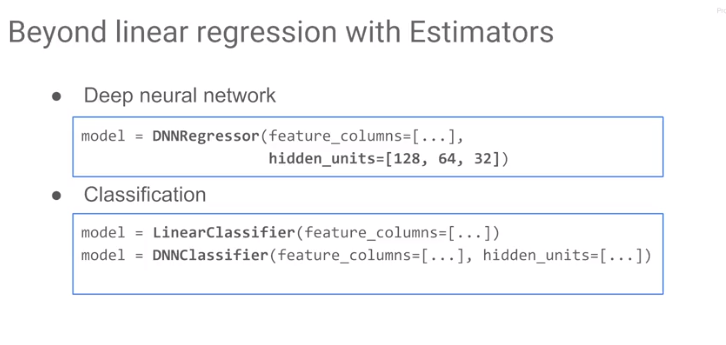 Beyond linear regression with Estimators
● Deep neural network
model = DNNRegressor(feature_columns=[...],
hidden_units=[128, 64, 32])
● Classification
model = LinearClassifier(feature_columns=[...])
model = DNNClassifier(feature_columns=[...], hidden_units=[...])